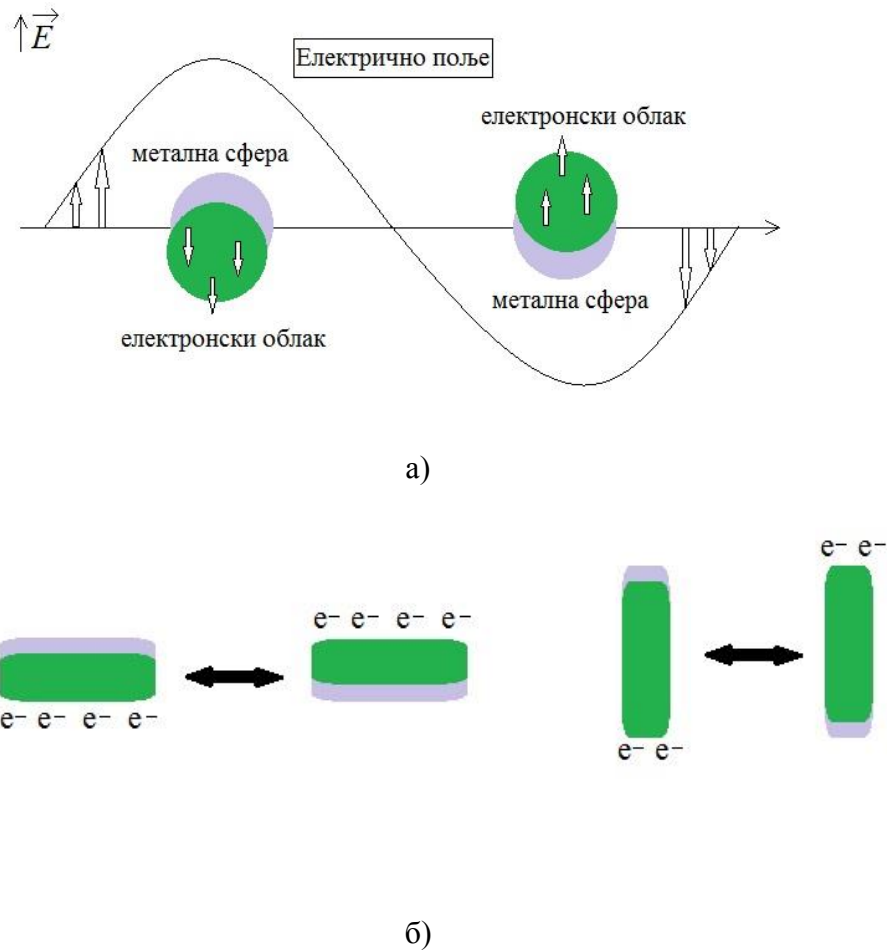 E
Електрично поље
електронски облак
метална сфера
метална сфера
електронски облак
а)
e⁻ e⁻
e⁻ e⁻ e⁻ e⁻
e⁻ e⁻ e⁻ e⁻
e⁻ e⁻
б)